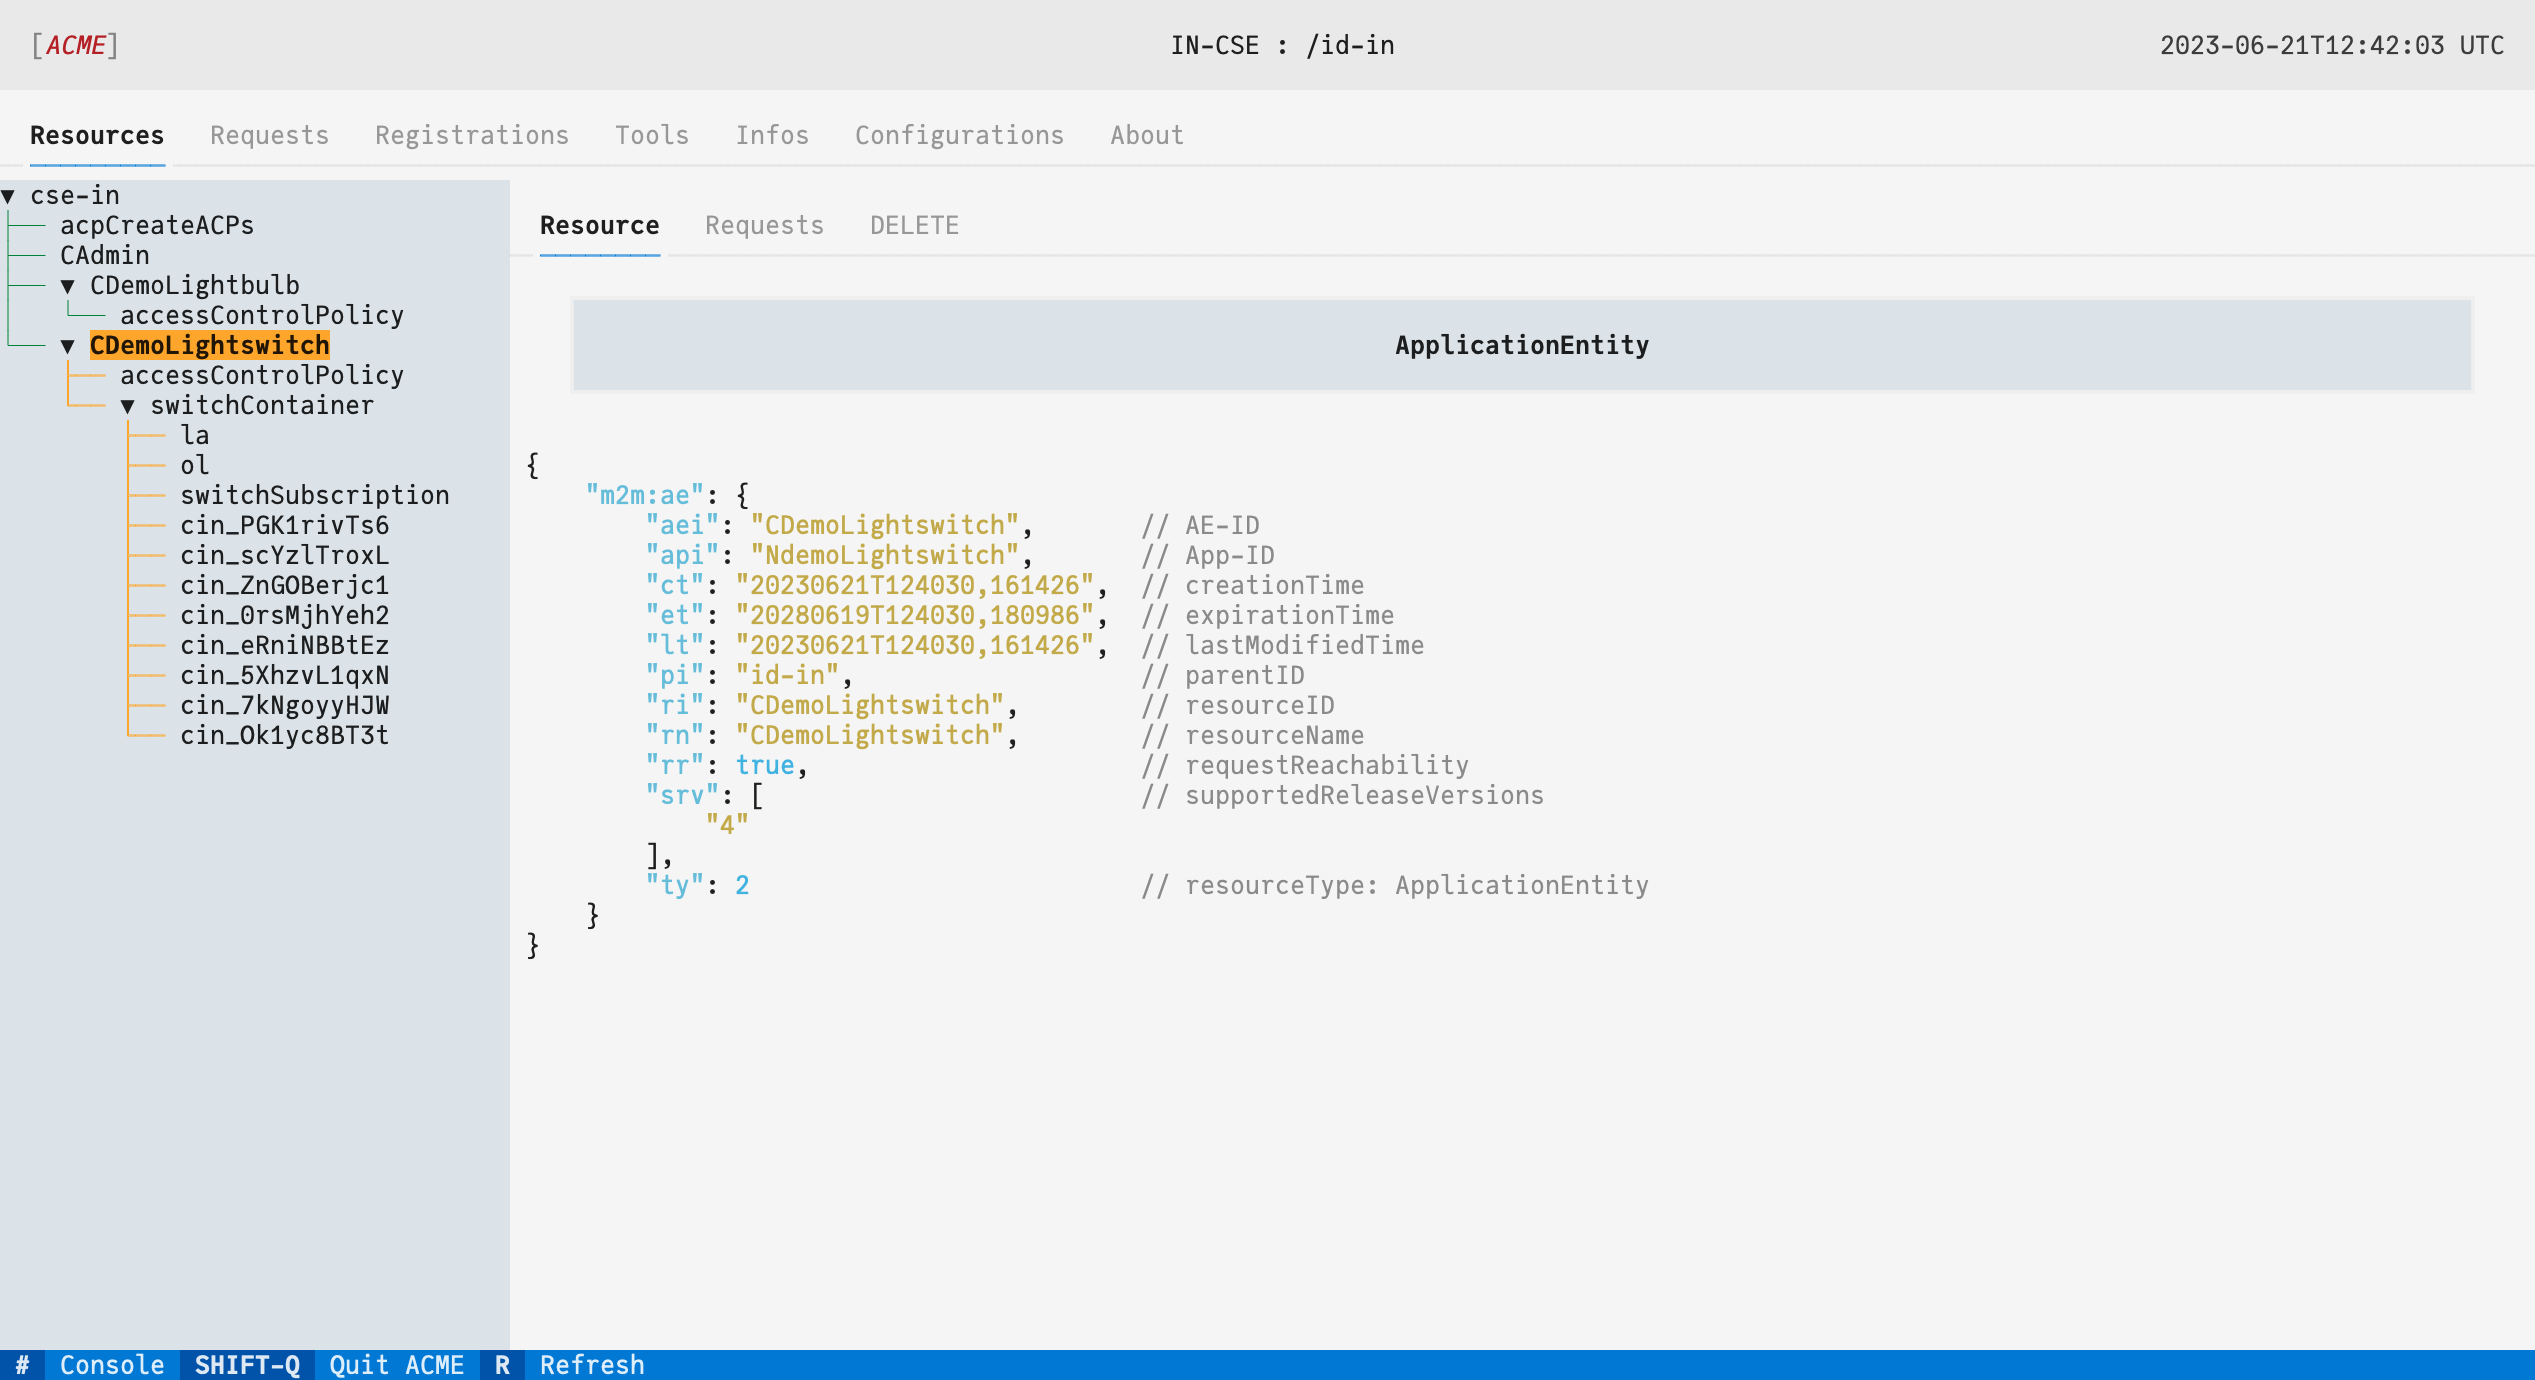 [ACME] IN-CSE : /id-in 2023-06-21T12:42:03 UTC
Resources Requests Registrations Tools Infos Configurations About
▼ cse-in
acpCreateACPs
CAdmin
▼ CDemoLightbulb
accessControlPolicy
▼ CDemoLightswitch
accessControlPolicy
▼ switchContainer
la
ol
switchSubscription
cin_PGK1rivTs6
cin_scYzlTroxL
cin_ZnGOBerjc1
cin_0rsMjhYeh2
cin_eRniNBBtEz
cin_5XhzvL1qxN
cin_7kNgoyyHJW
cin_Ok1yc8BT3t
Resource Requests DELETE
ApplicationEntity
{
    "m2m:ae": {
        "aei": "CDemoLightswitch",       // AE-ID
        "api": "NdemoLightswitch",       // App-ID
        "ct": "20230621T124030,161426",  // creationTime
        "et": "20280619T124030,180986",  // expirationTime
        "lt": "20230621T124030,161426",  // lastModifiedTime
        "pi": "id-in",                   // parentID
        "ri": "CDemoLightswitch",        // resourceID
        "rn": "CDemoLightswitch",        // resourceName
        "rr": true,                      // requestReachability
        "srv": [                         // supportedReleaseVersions
            "4"
        ],
        "ty": 2                          // resourceType: ApplicationEntity
    }
}
# Console SHIFT-Q Quit ACME R Refresh